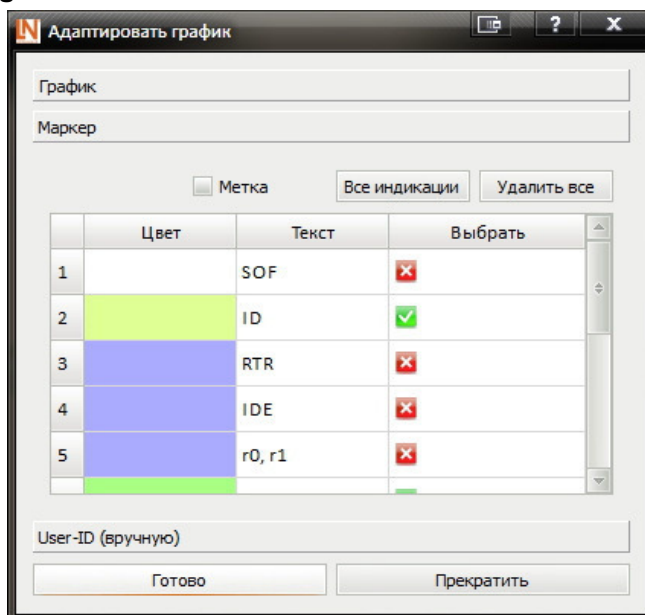 LN Адаптировать график ?
График
Маркер
Метка Все индикации Удалить все
Цвет Текст Выбрать
1 SOF
2 ID
3 RTR
4 IDE
5 r0, r1
User-ID (вручную)
Готово Прекратить